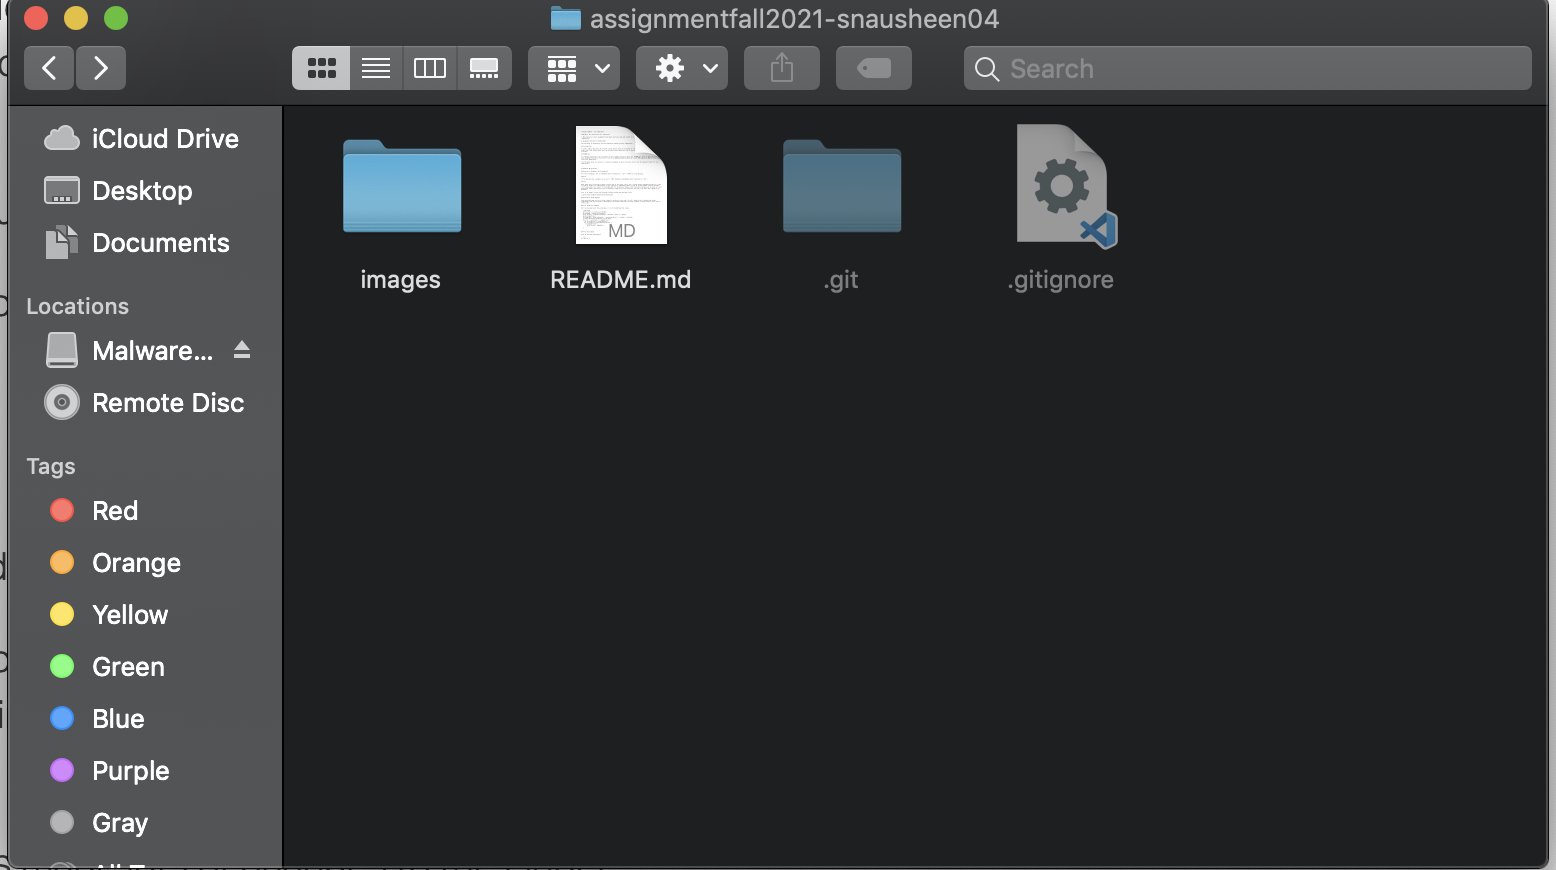 assignmentfall2021-snausheen04
Search
iCloud Drive
Desktop
Documents
Locations
Malware...
Remote Disc
Tags
Red
Orange
Yellow
Green
Blue
Purple
Gray
images
MD
README.md
.git
.gitignore